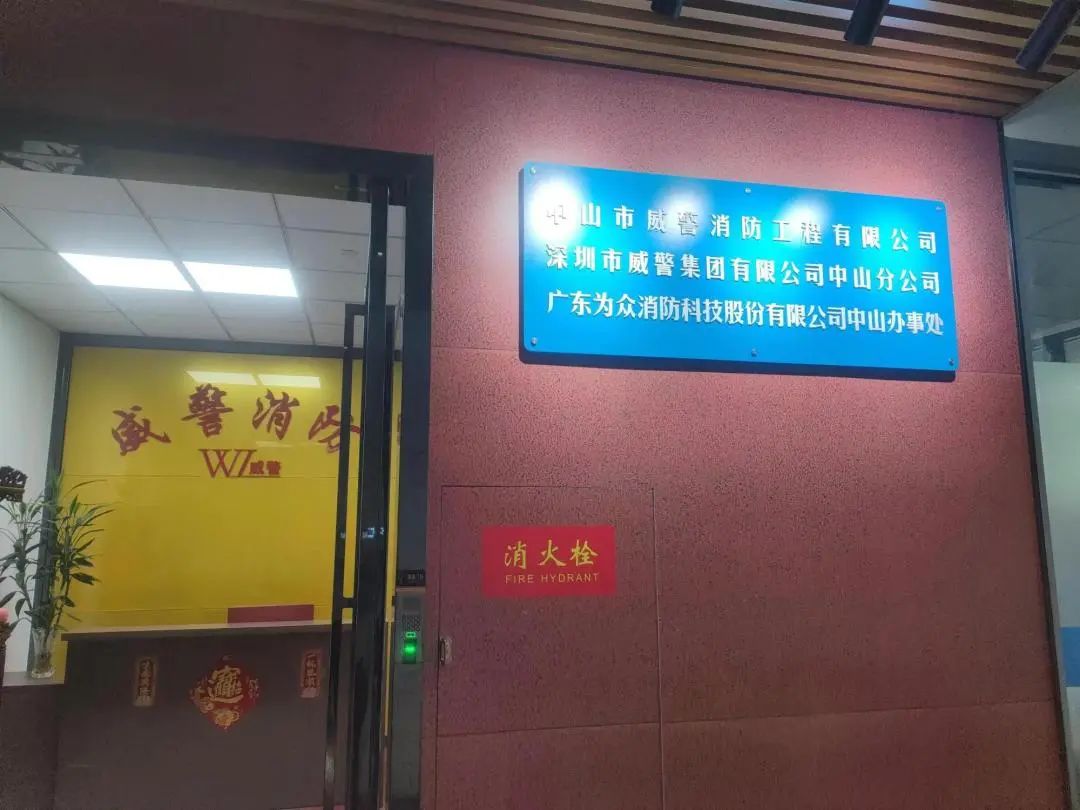 中山市威警消防工程有限公司
深圳市威警集团有限公司中山分公司
广东为众消防科技股份有限公司中山办事处
威警消防
WJ威警
消火栓
FIRE HYDRANT